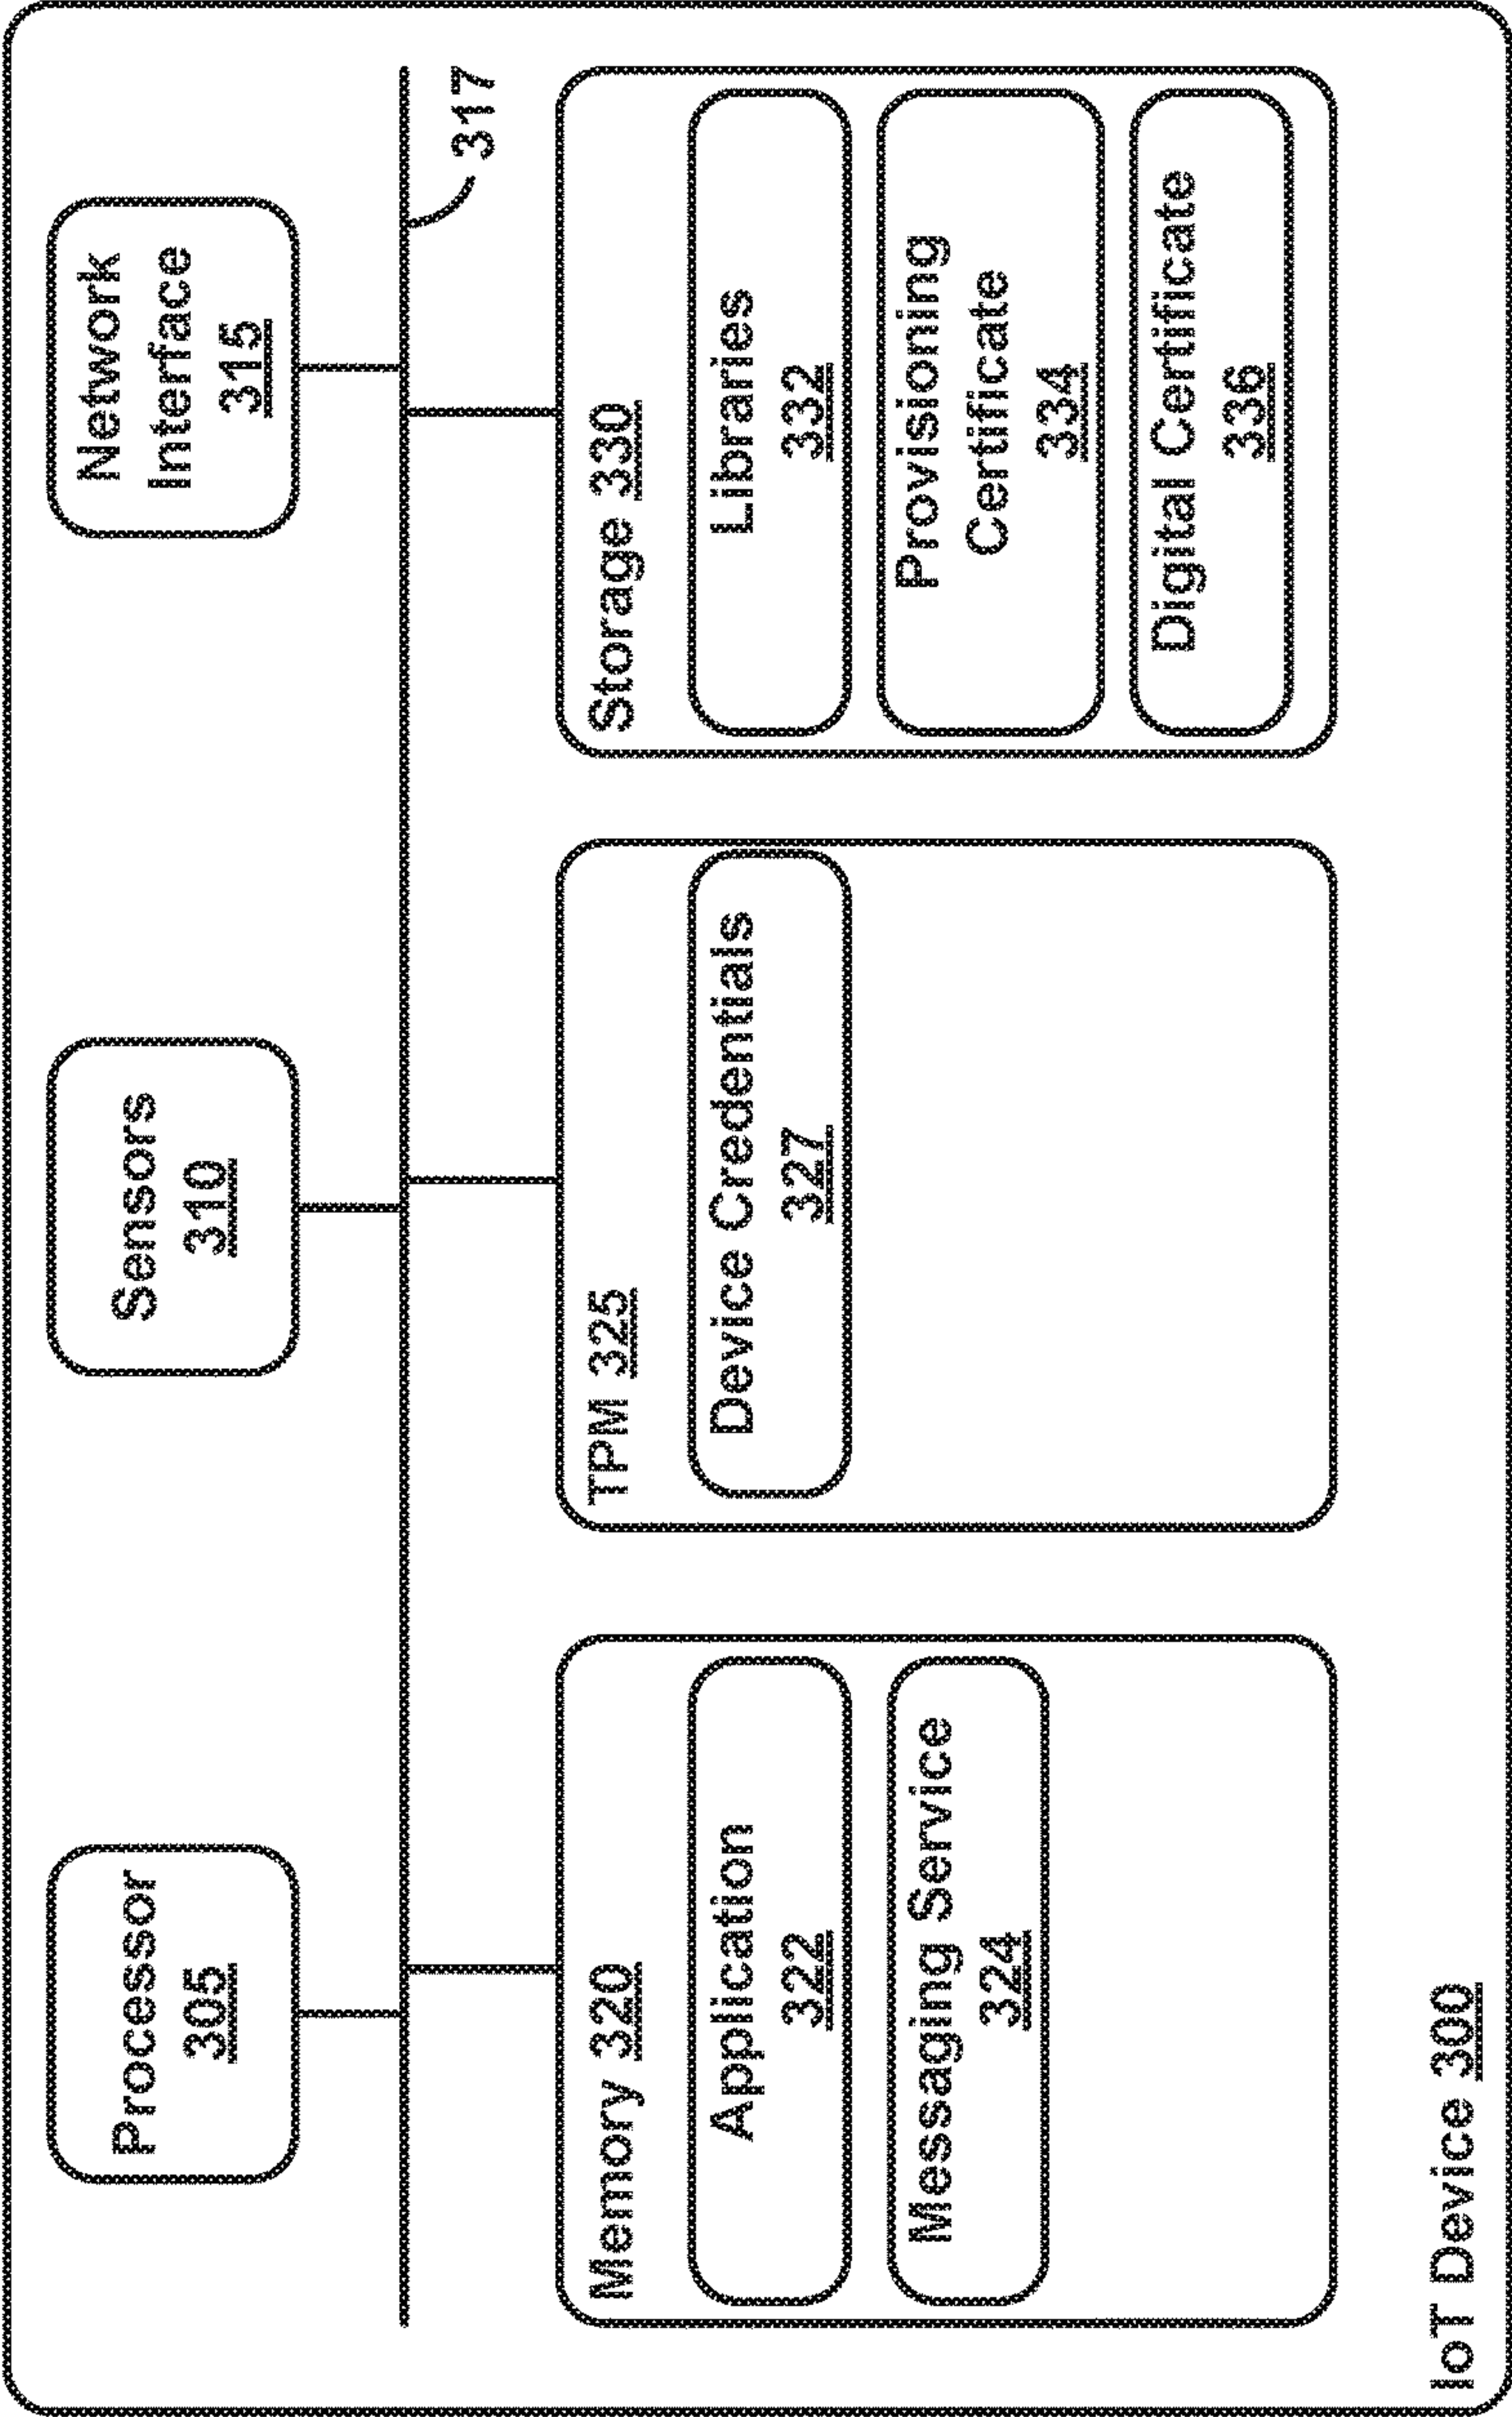 Processor
305
Sensors
310
Network
Interface
315
317
Memory 320
Application
322
Messaging Service
324
TPM 325
Device Credentials
327
Storage 330
Libraries
332
Provisioning
Certificate
334
Digital Certificate
336
IoT Device 300